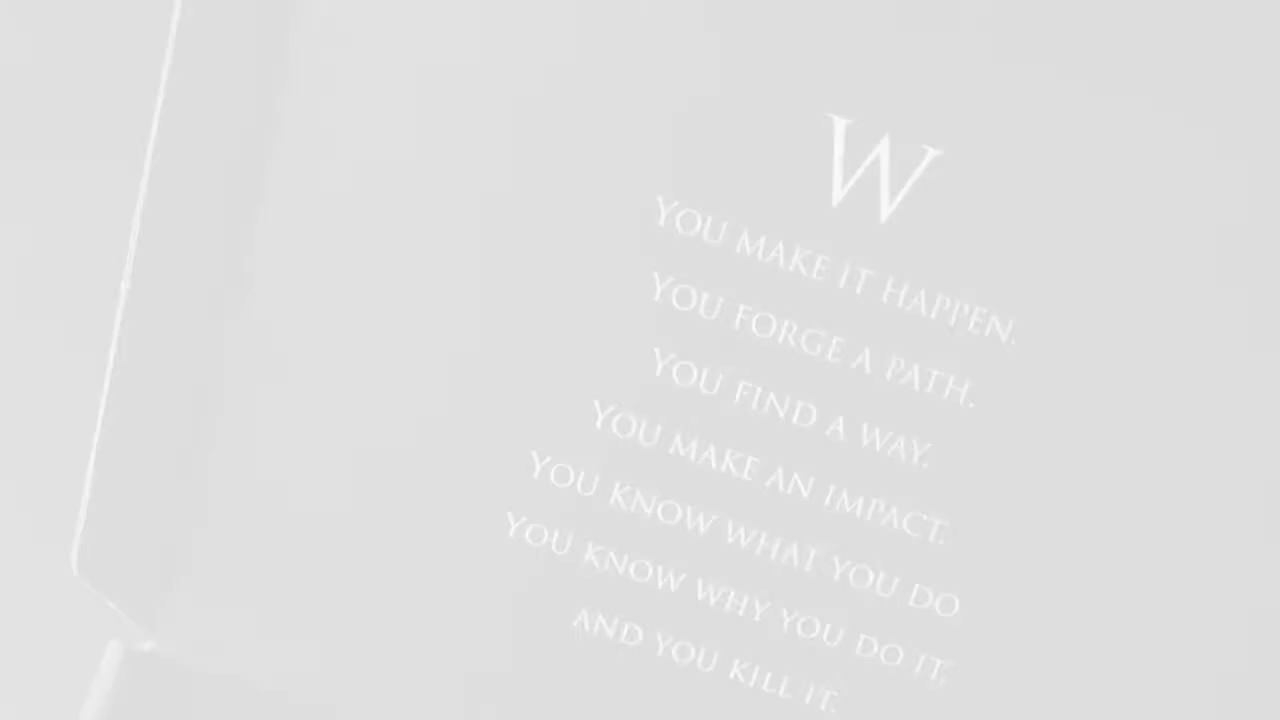 W
YOU MAKE IT HAPPEN.
YOU FORGE A PATH.
YOU FIND A WAY.
YOU MAKE AN IMPACT.
YOU KNOW WHAT YOU DO
YOU KNOW WHY YOU DO IT,
AND YOU KILL IT.